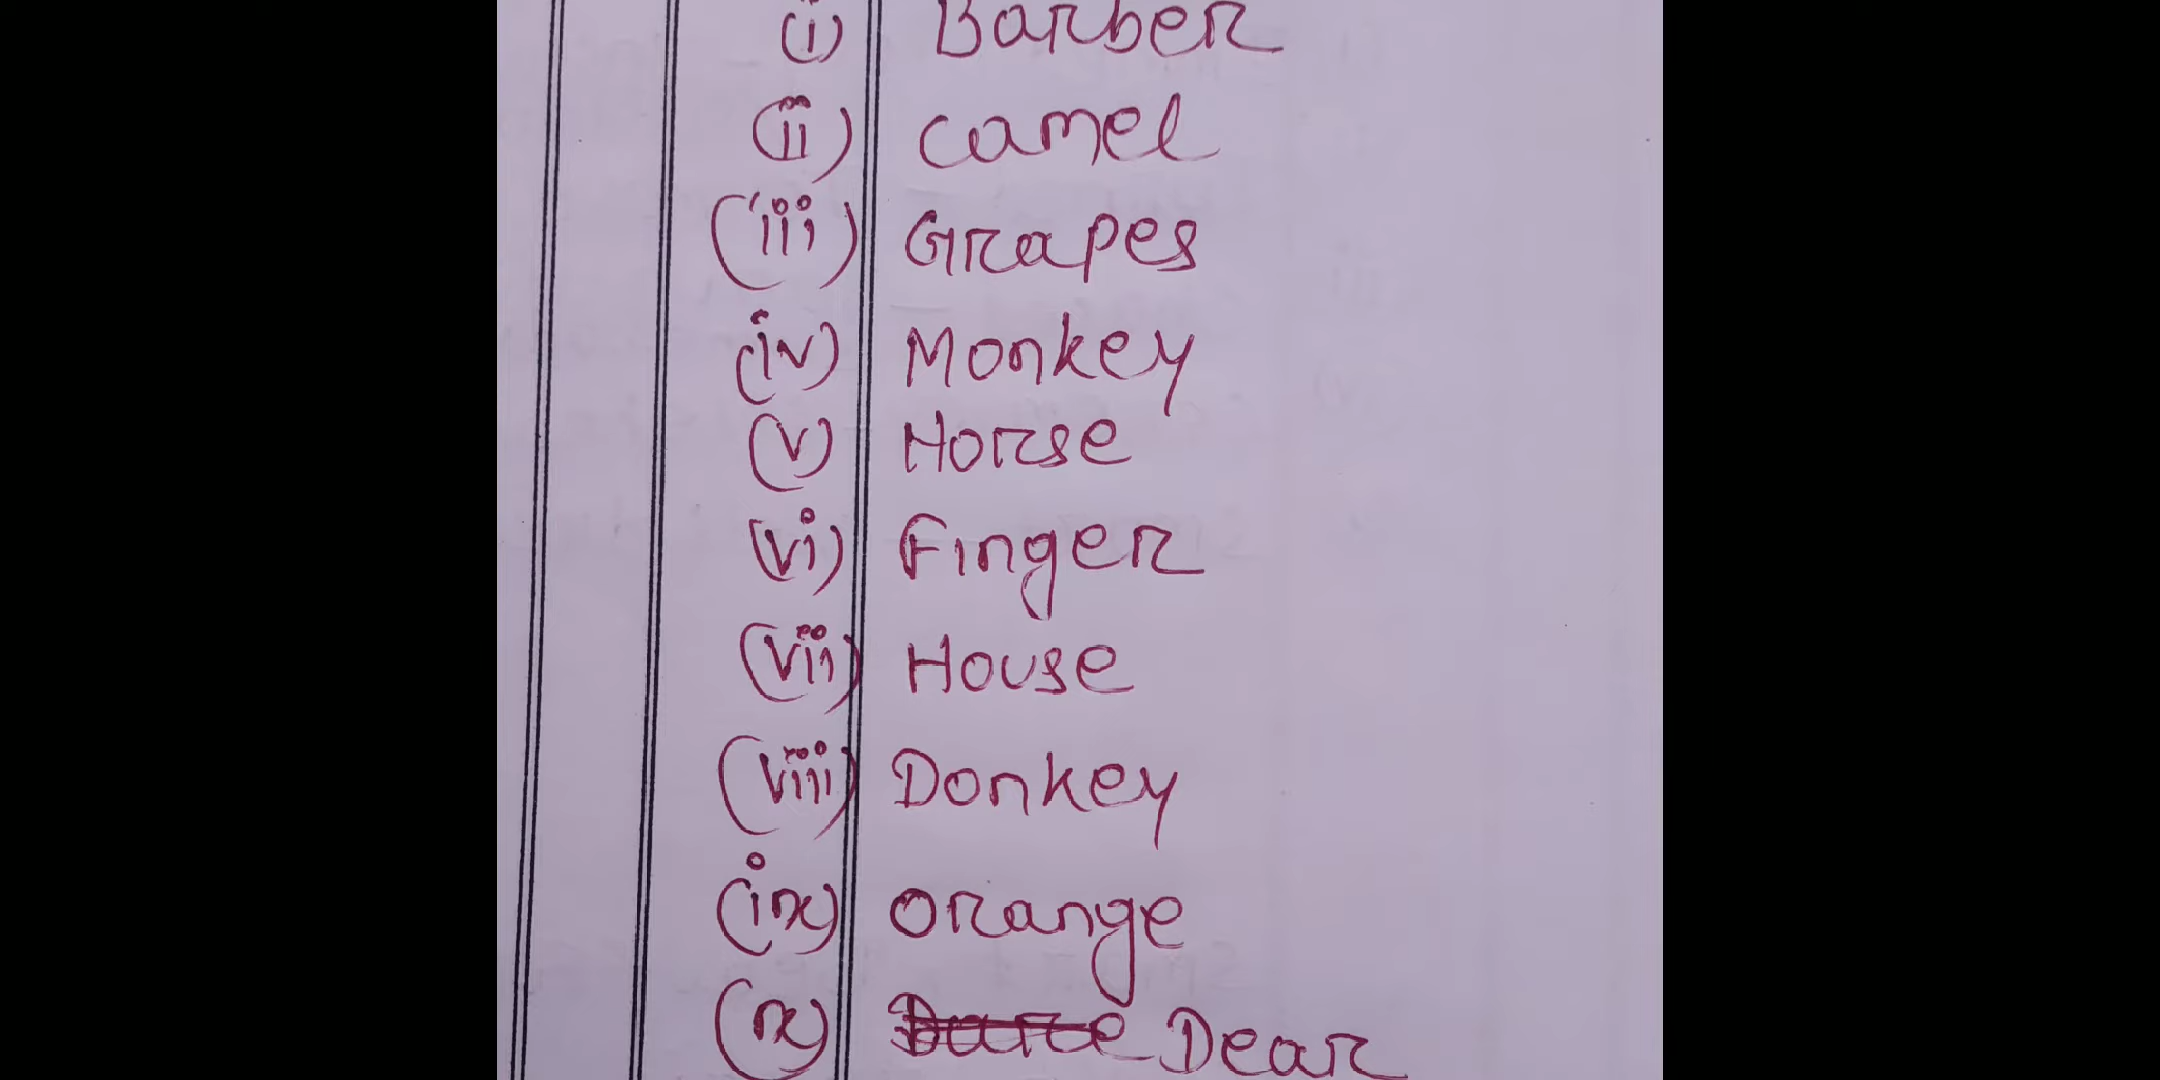 (i) Barber
(ii) Camel
(iii) Grapes
(iv) Monkey
(v) Horse
(vi) Finger
(vii) House
(viii) Donkey
(ix) Orange
(x) Dear